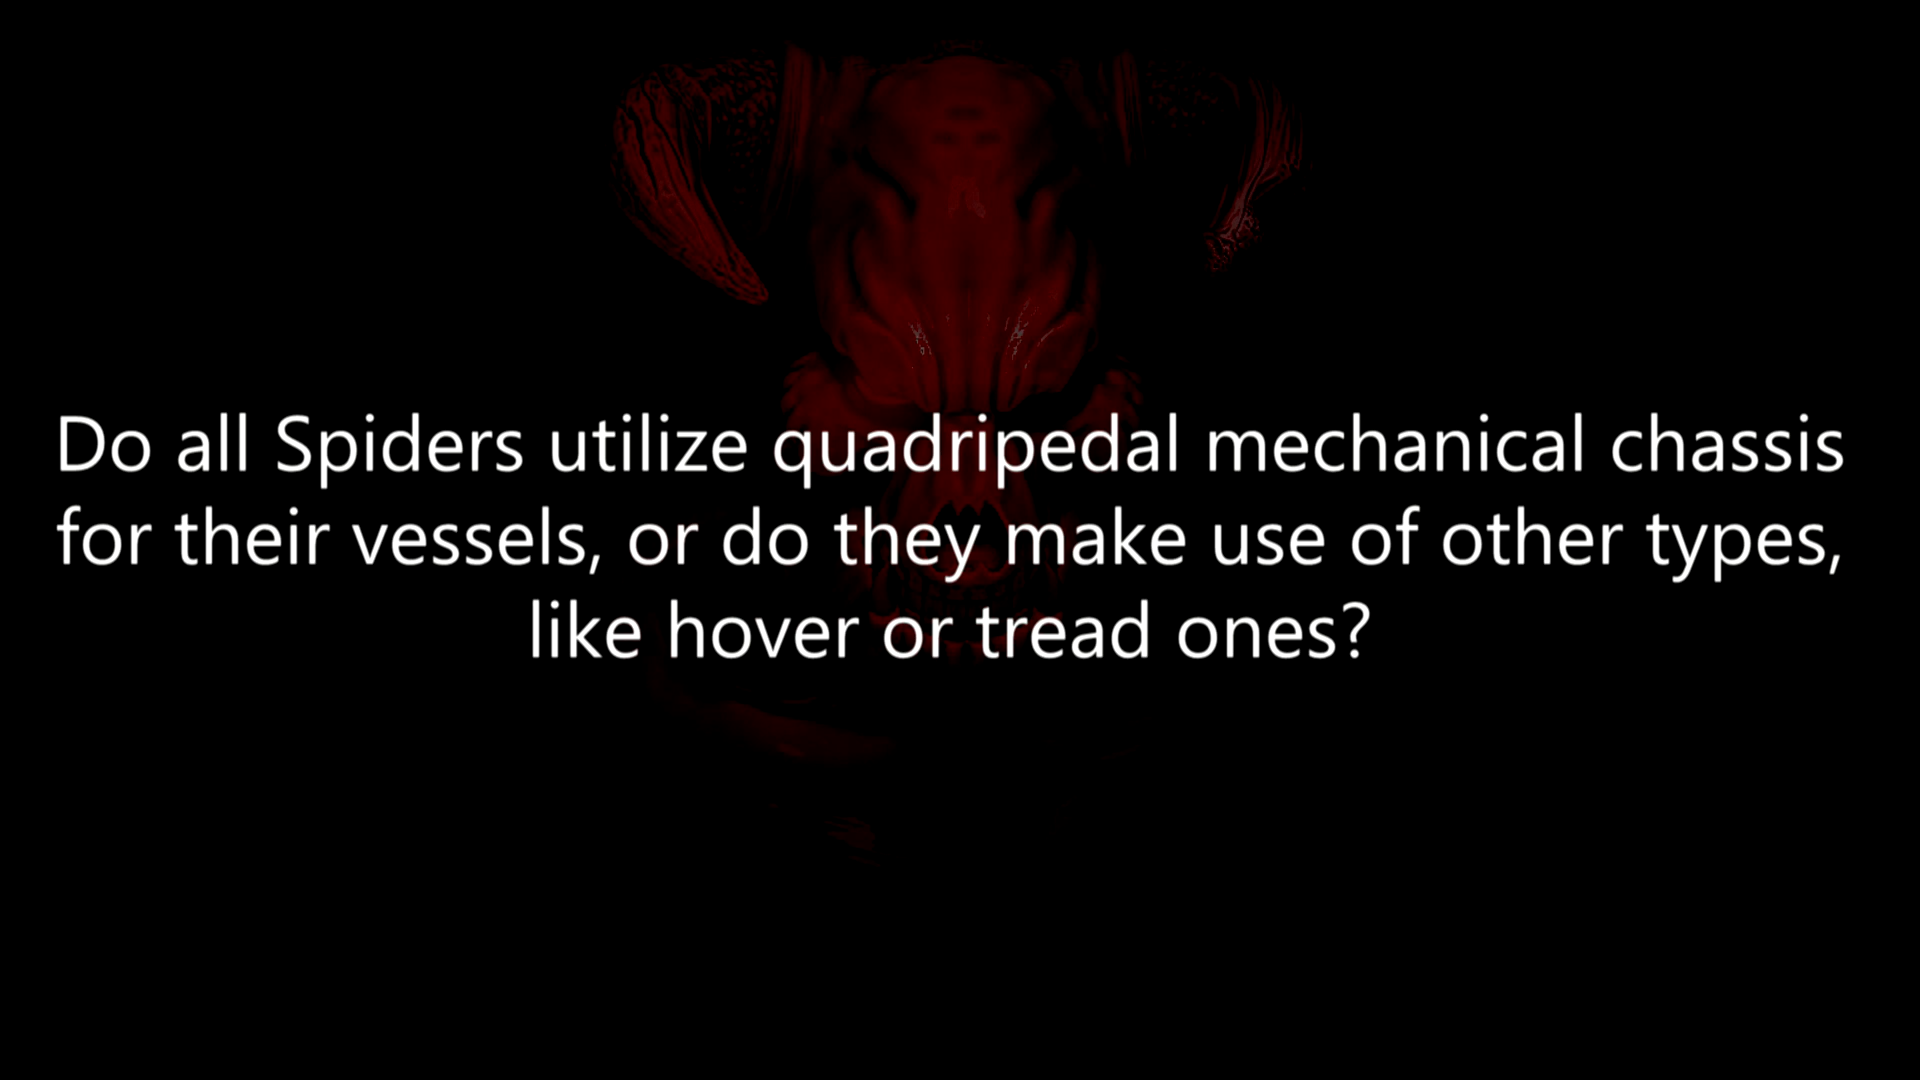 Do all Spiders utilize quadripedal mechanical chassis
for their vessels, or do they make use of other types,
like hover or tread ones?